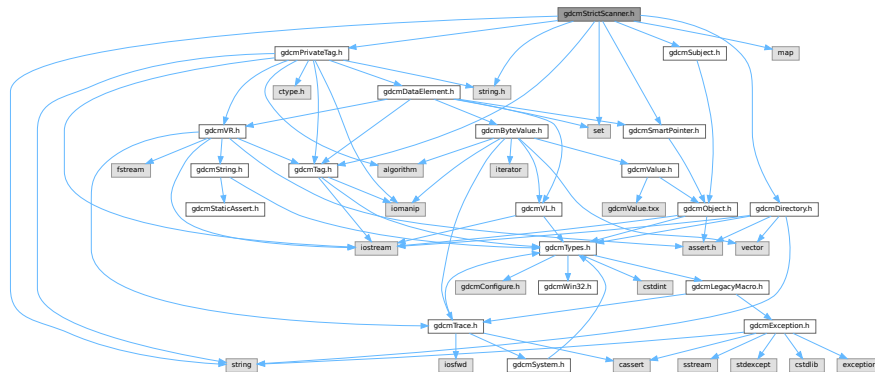 gdcmStrictScanner.h
gdcmPrivateTag.h
gdcmSubject.h
map
ctype.h
gdcmDataElement.h
string.h
gdcmVR.h
gdcmByteValue.h
set
gdcmSmartPointer.h
fstream
gdcmString.h
gdcmTag.h
algorithm
iterator
gdcmValue.h
gdcmStaticAssert.h
iomanip
gdcmVL.h
gdcmValue.txx
gdcmObject.h
gdcmDirectory.h
iostream
gdcmTypes.h
assert.h
vector
gdcmConfigure.h
gdcmWin32.h
cstdint
gdcmLegacyMacro.h
gdcmTrace.h
gdcmException.h
string
iosfwd
gdcmSystem.h
cassert
sstream
stdexcept
cstdlib
exception